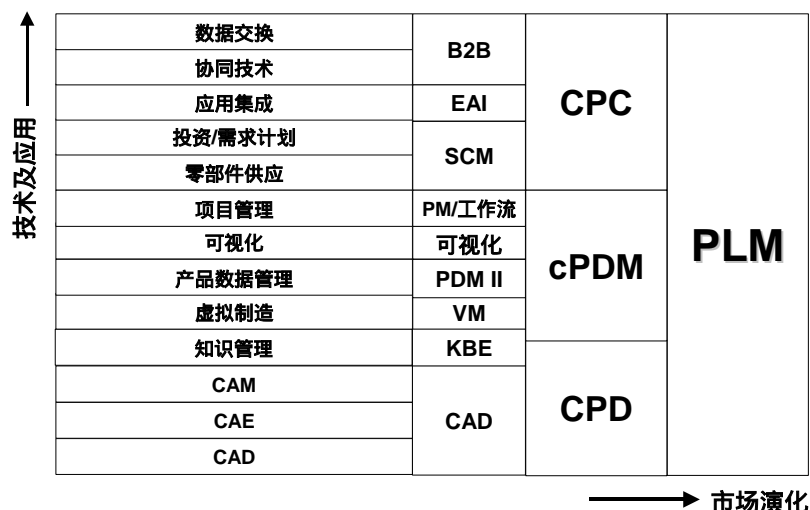 技术及应用
数据交换
协同技术
应用集成
投资/需求计划
零部件供应
项目管理
可视化
产品数据管理
虚拟制造
知识管理
CAM
CAE
CAD
B2B
EAI
SCM
PM/工作流
可视化
PDM II
VM
KBE
CAD
CPC
cPDM
CPD
PLM
市场演化